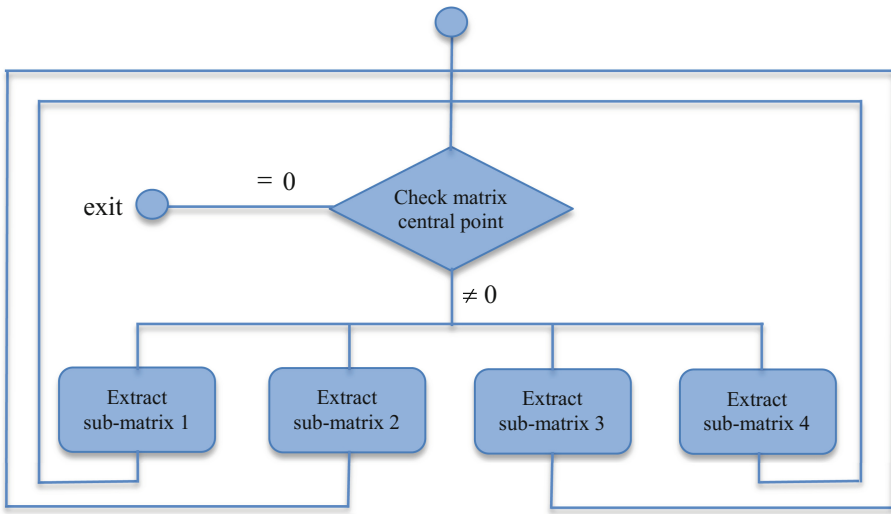 = 0
exit
Check matrix
central point
≠ 0
Extract
sub-matrix 1
Extract
sub-matrix 2
Extract
sub-matrix 3
Extract
sub-matrix 4